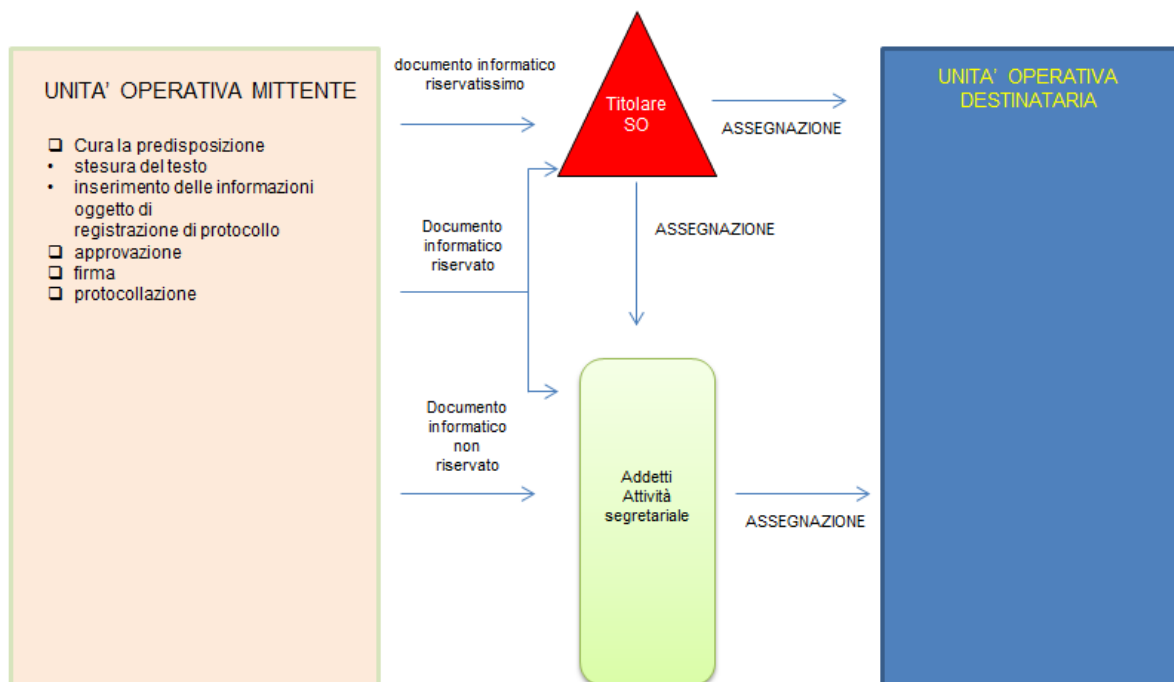 UNITA' OPERATIVA MITTENTE
❑ Cura la predisposizione
• stesura del testo
• inserimento delle informazioni
oggetto di
registrazione di protocollo
❑ approvazione
❑ firma
❑ protocollazione
documento informatico
riservatissimo
Documento
informatico
riservato
Documento
informatico
non
riservato
Titolare
SO
ASSEGNAZIONE
ASSEGNAZIONE
Addetti
Attività
segretariale
ASSEGNAZIONE
UNITA' OPERATIVA
DESTINATARIA